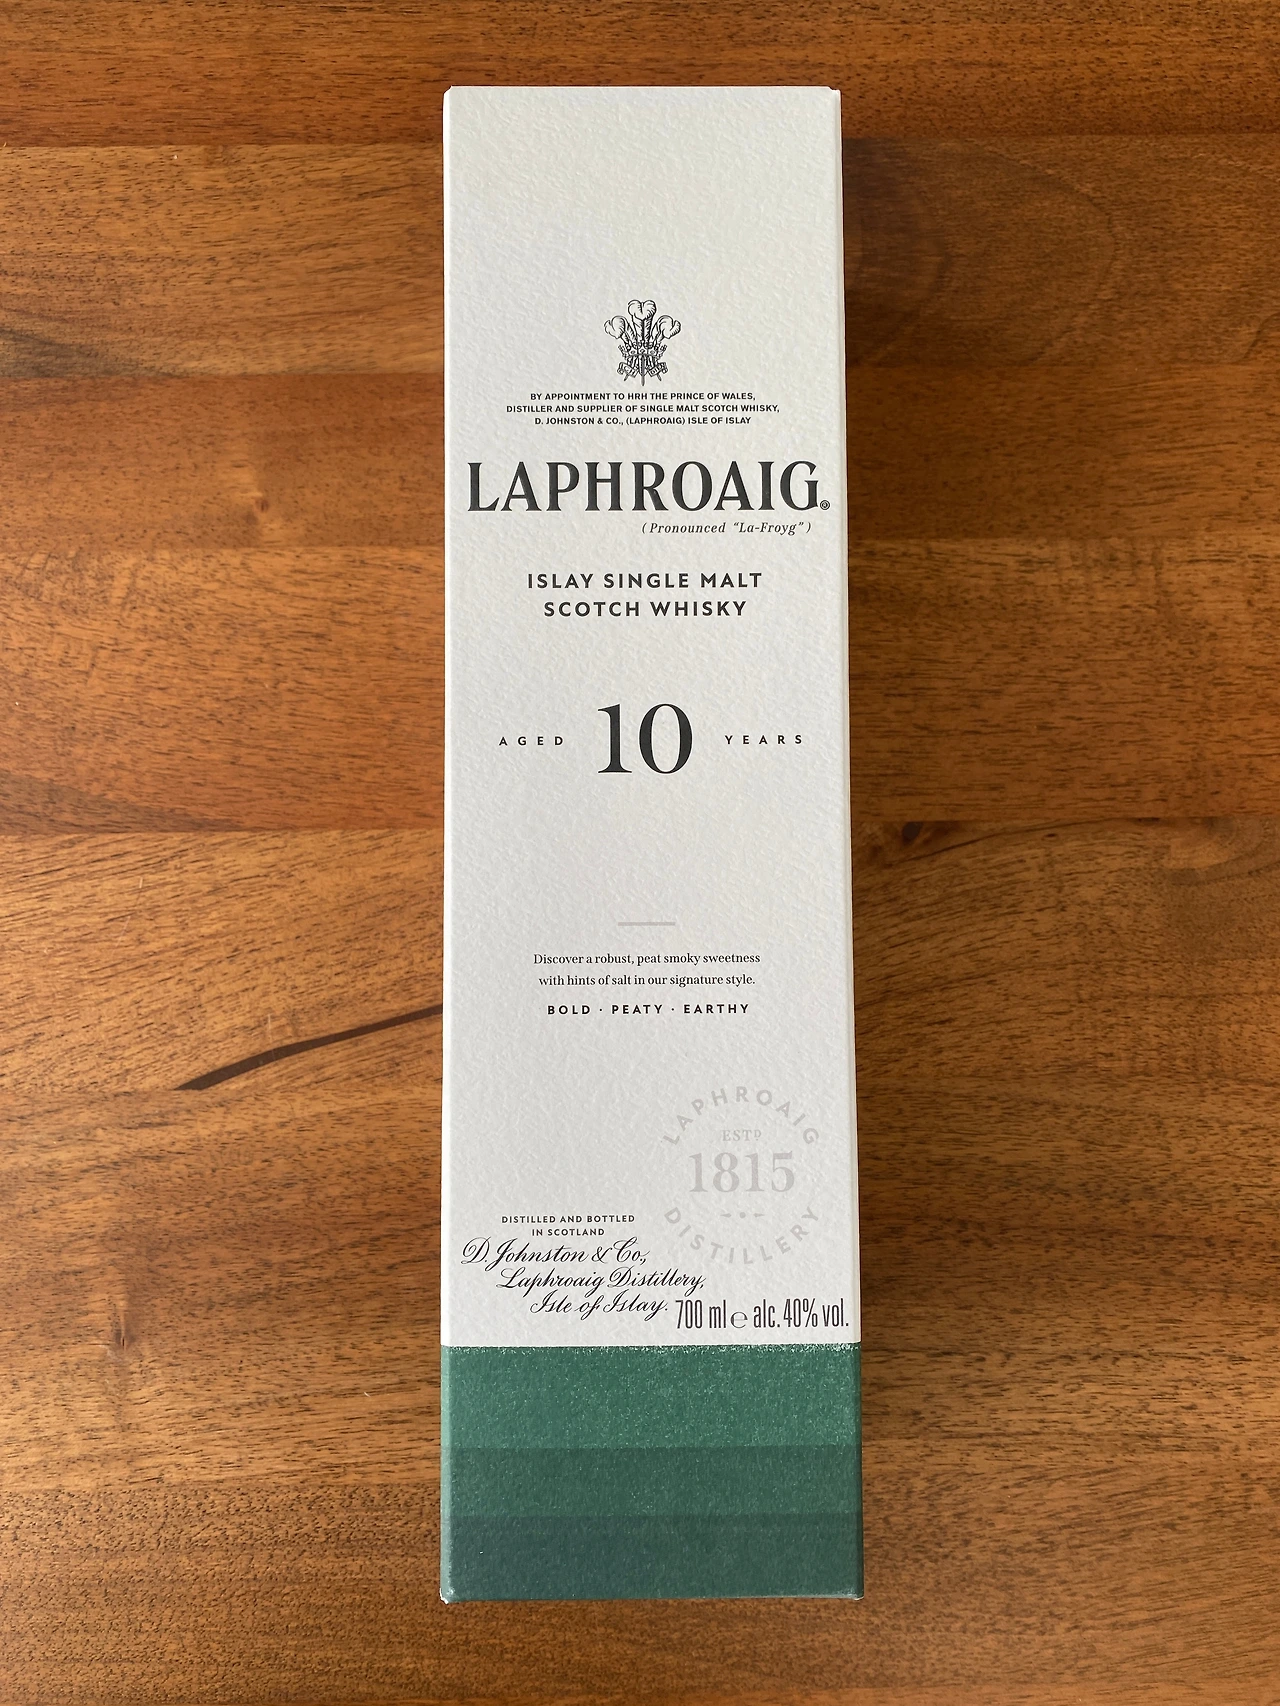 BY APPOINTMENT TO HRH THE PRINCE OF WALES,
DISTILLER AND SUPPLIER OF SINGLE MALT SCOTCH WHISKY,
D. JOHNSTON & CO., (LAPHROAIG) ISLE OF ISLAY
LAPHROAIG®
(Pronounced "La-Froyg")
ISLAY SINGLE MALT
SCOTCH WHISKY
AGED 10 YEARS
Discover a robust, peat smoky sweetness
with hints of salt in our signature style.
BOLD · PEATY · EARTHY
LAPHROAIG
ESTD
1815
DISTILLERY
DISTILLED AND BOTTLED
IN SCOTLAND
D. Johnston & Co.,
Laphroaig Distillery,
Isle of Islay.
700 ml e alc. 40% vol.